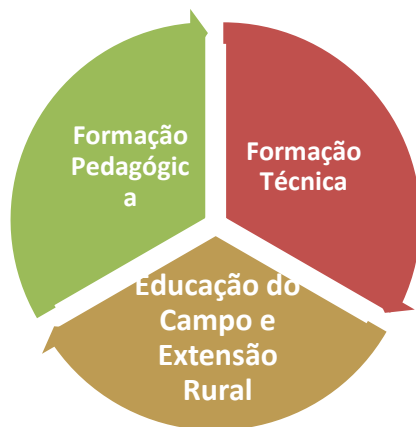 Formação
Pedagógic
a
Formação
Técnica
Educação do
Campo e
Extensão
Rural